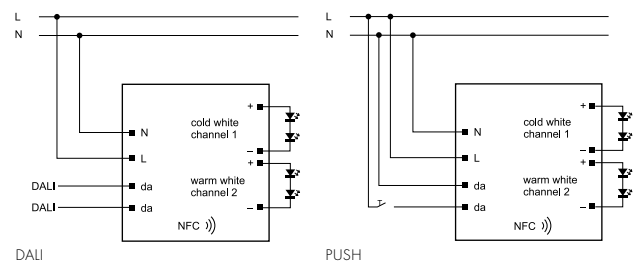 L
N
N
L
DALI
da
DALI
da
cold white
channel 1
warm white
channel 2
+
–
+
–
NFC
DALI
L
N
N
L
da
da
cold white
channel 1
warm white
channel 2
+
–
+
–
NFC
PUSH